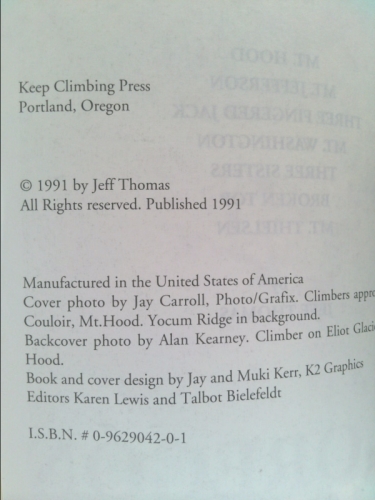 Keep Climbing Press
Portland, Oregon
© 1991 by Jeff Thomas
All Rights reserved. Published 1991
Manufactured in the United States of America
Cover photo by Jay Carroll, Photo/Grafix. Climbers
Couloir, Mt.Hood. Yocum Ridge in background.
Backcover photo by Alan Kearney. Climber on Eliot
Hood.
Book and cover design by Jay and Muki Kerr, K2 Graphics
Editors Karen Lewis and Talbot Bielefeldt
I.S.B.N. # 0-9629042-0-1